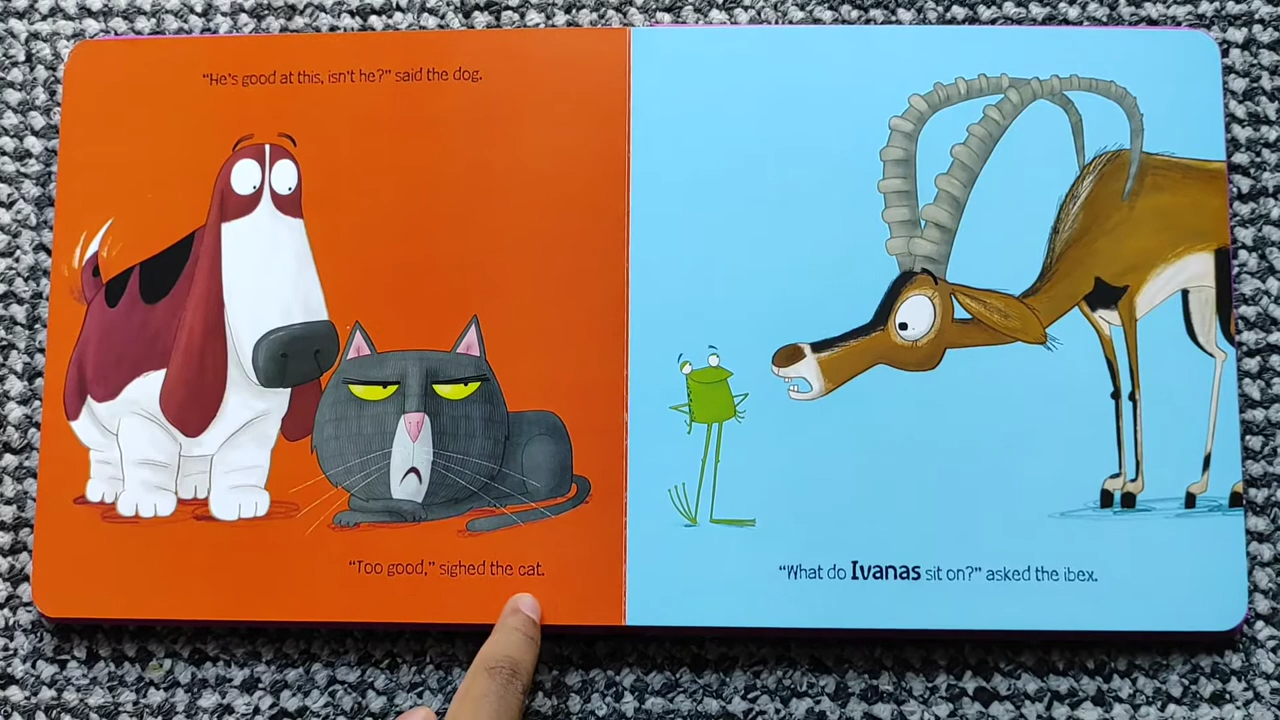 “He's good at this, isn't he?” said the dog.
“Too good,” sighed the cat.
“What do Ivanas sit on?” asked the ibex.